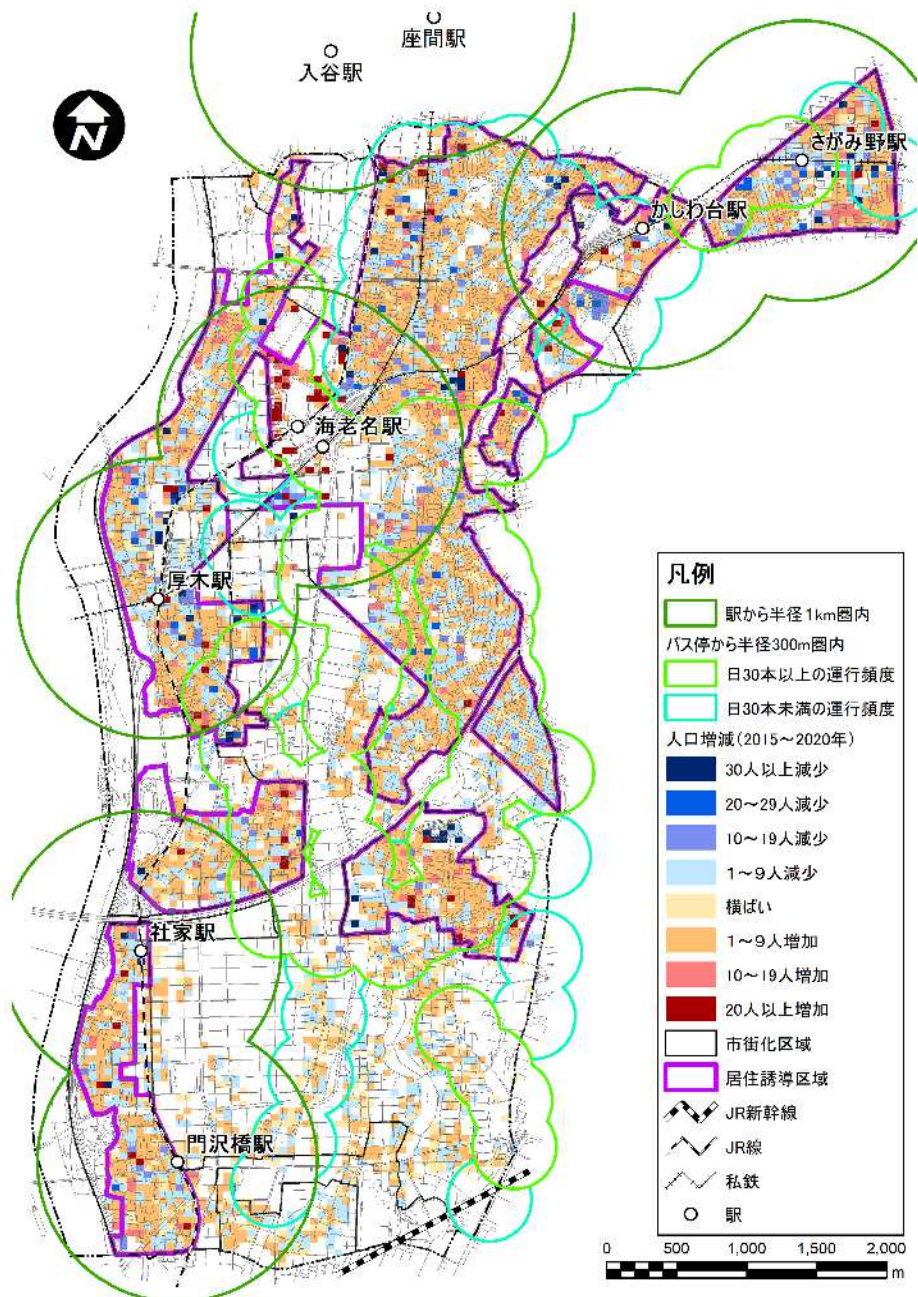 座間駅
入谷駅
N
さがみ野駅
かしわ台駅
海老名駅
厚木駅
社家駅
門沢橋駅
凡例
駅から半径1km圏内
バス停から半径300m圏内
日30本以上の運行頻度
日30本未満の運行頻度
人口増減(2015～2020年)
30人以上減少
20～29人減少
10～19人減少
1～9人減少
横ばい
1～9人増加
10～19人増加
20人以上増加
市街化区域
居住誘導区域
JR新幹線
JR線
私鉄
駅
0 500 1,000 1,500 2,000
m